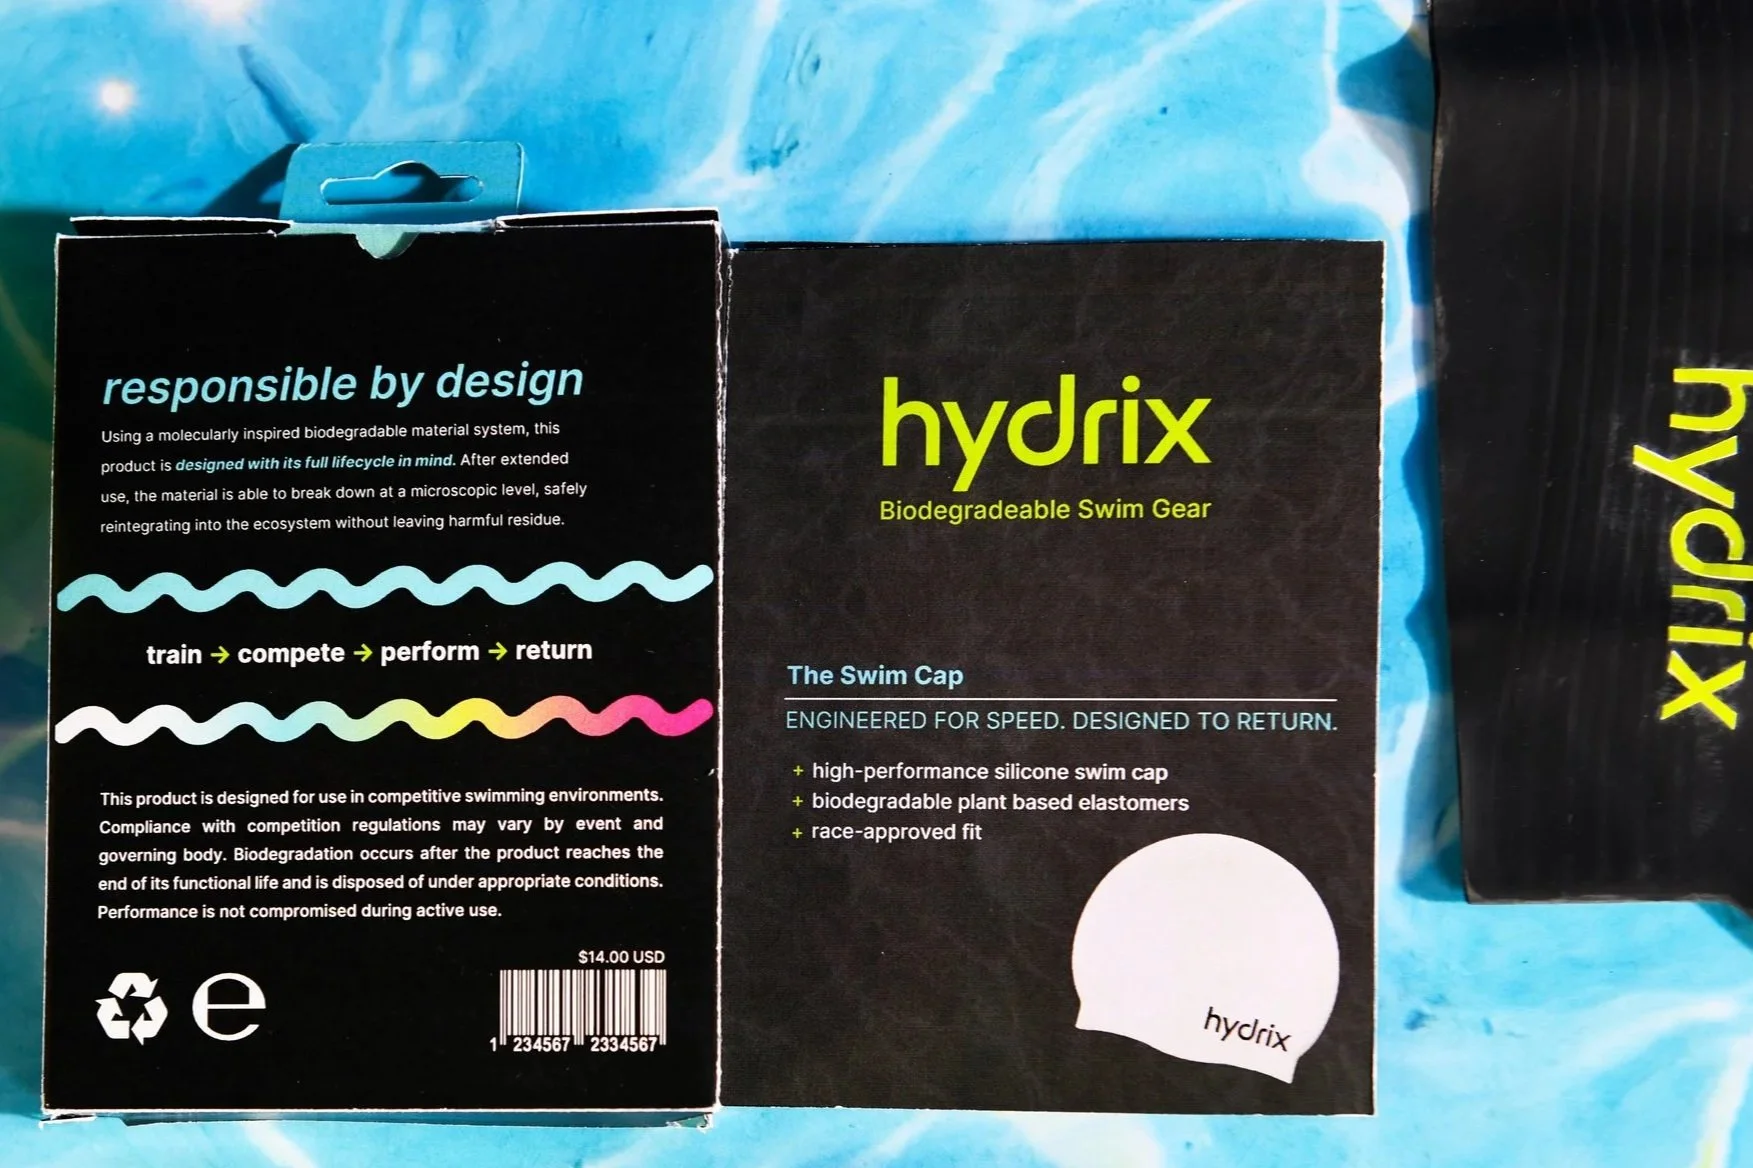 responsible by design
Using a molecularly inspired biodegradable material system, this
product is designed with its full lifecycle in mind. After extended
use, the material is able to break down at a microscopic level, safely
reintegrating into the ecosystem without leaving harmful residue.
train → compete → perform → return
This product is designed for use in competitive swimming environments.
Compliance with competition regulations may vary by event and
governing body. Biodegradation occurs after the product reaches the
end of its functional life and is disposed of under appropriate conditions.
Performance is not compromised during active use.
$14.00 USD
e
1 234567 2334567
hydrix
Biodegradeable Swim Gear
The Swim Cap
ENGINEERED FOR SPEED. DESIGNED TO RETURN.
+ high-performance silicone swim cap
+ biodegradable plant based elastomers
+ race-approved fit
hydrix
hydrix